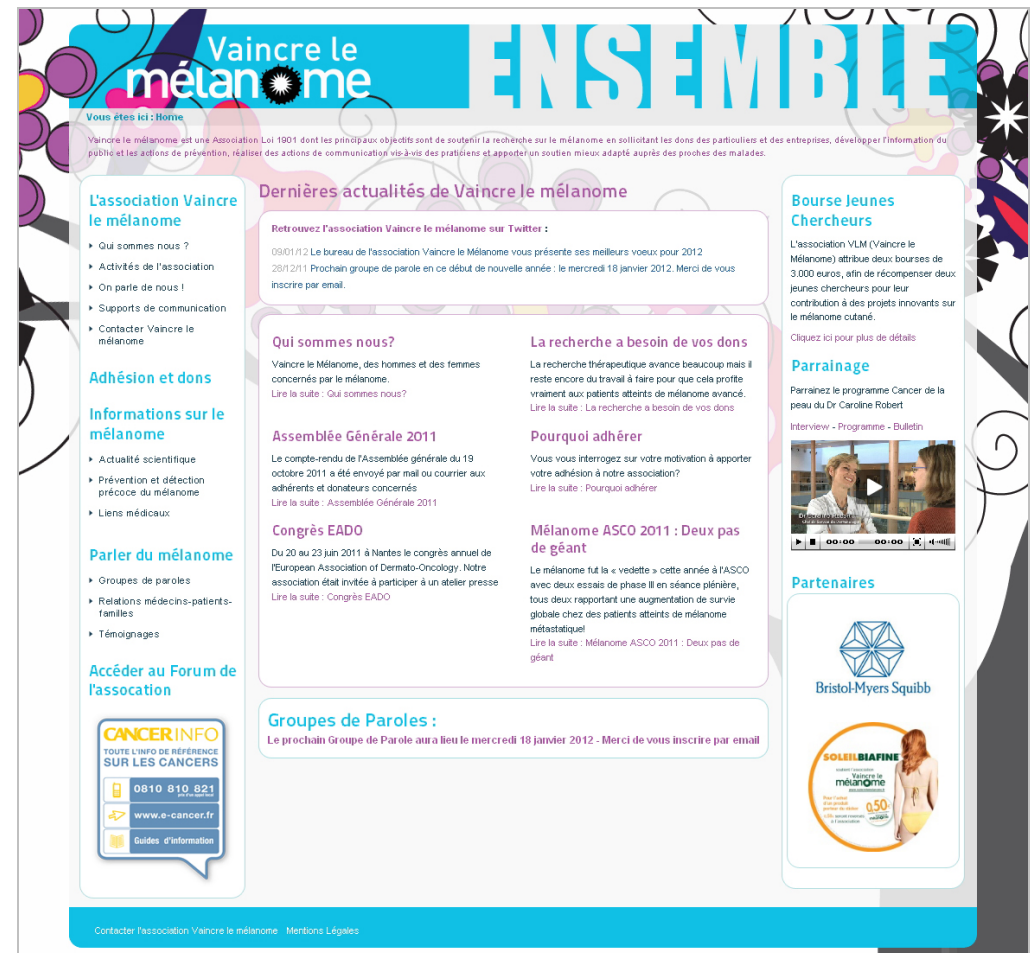 Vaincre le
mélanome
ENSEMBLE
Vous êtes ici : Home
Vaincre le mélanome est une Association Loi 1901 dont les principaux objectifs sont de soutenir la recherche sur le mélanome en sollicitant les dons des particuliers et des entreprises, développer l'information du
public et les actions de prévention, réaliser des actions de communication vis-à-vis des praticiens et apporter un soutien mieux adapté auprès des proches des malades.
L'association Vaincre
le mélanome
Qui sommes nous ?
Activités de l'association
On parle de nous !
Supports de communication
Contacter Vaincre le
mélanome
Adhésion et dons
Informations sur le
mélanome
Actualité scientifique
Prévention et détection
précoce du mélanome
Liens médicaux
Parler du mélanome
Groupes de paroles
Relations médecins-patients-
familles
Témoignages
Accéder au Forum de
l'assocation
CANCERINFO
TOUTE L'INFO DE RÉFÉRENCE
SUR LES CANCERS
0810 810 821
prix d'un appel local
www.e-cancer.fr
Guides d'information
Dernières actualités de Vaincre le mélanome
Retrouvez l'association Vaincre le mélanome sur Twitter :
09/01/12 Le bureau de l'association Vaincre le Mélanome vous présente ses meilleurs voeux pour 2012
28/12/11 Prochain groupe de parole en ce début de nouvelle année : le mercredi 18 janvier 2012. Merci de vous
inscrire par email.
Qui sommes nous?
Vaincre le Mélanome, des hommes et des femmes
concernés par le mélanome.
Lire la suite : Qui sommes nous?
La recherche a besoin de vos dons
La recherche thérapeutique avance beaucoup mais il
reste encore du travail à faire pour que cela profite
vraiment aux patients atteints de mélanome avancé.
Lire la suite : La recherche a besoin de vos dons
Assemblée Générale 2011
Le compte-rendu de l'Assemblée générale du 19
octobre 2011 a été envoyé par mail ou courrier aux
adhérents et donateurs concernés
Lire la suite : Assemblée Générale 2011
Pourquoi adhérer
Vous vous interrogez sur votre motivation à apporter
votre adhésion à notre association?
Lire la suite : Pourquoi adhérer
Congrès EADO
Du 20 au 23 juin 2011 à Nantes le congrès annuel de
l'European Association of Dermato-Oncology. Notre
association était invitée à participer à un atelier presse
Lire la suite : Congrès EADO
Mélanome ASCO 2011 : Deux pas
de géant
Le mélanome fut la « vedette » cette année à l'ASCO
avec deux essais de phase III en séance plénière,
tous deux rapportant une augmentation de survie
globale chez des patients atteints de mélanome
métastatique!
Lire la suite : Mélanome ASCO 2011 : Deux pas de
géant
Groupes de Paroles :
Le prochain Groupe de Parole aura lieu le mercredi 18 janvier 2012 - Merci de vous inscrire par email
Bourse Jeunes
Chercheurs
L'association VLM (Vaincre le
Mélanome) attribue deux bourses de
3.000 euros, afin de récompenser deux
jeunes chercheurs pour leur
contribution à des projets innovants sur
le mélanome cutané.
Cliquez ici pour plus de détails
Parrainage
Parrainez le programme Cancer de la
peau du Dr Caroline Robert
Interview - Programme - Bulletin
00:00 00:00
Partenaires
Bristol-Myers Squibb
SOLEILBIAFINE
soutient l'association
Vaincre le
mélanome
Pour l'achat
d'un produit
0,50€
à l'association
Contacter l'association Vaincre le mélanome Mentions Légales